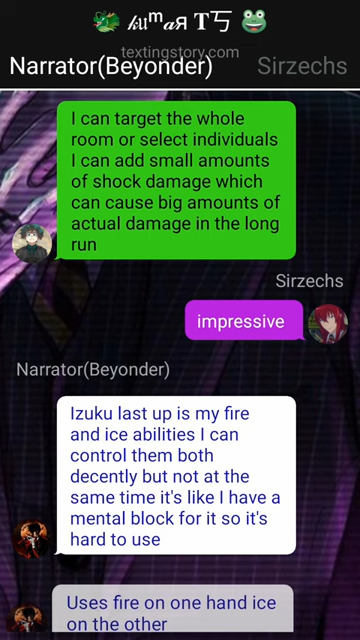 🐲 𝓀𝓊ᵐ𝒂я T丂 🐸
textingstory.com
Narrator(Beyonder) Sirzechs
I can target the whole
room or select individuals
I can add small amounts
of shock damage which
can cause big amounts of
actual damage in the long
run
Sirzechs
impressive
Narrator(Beyonder)
Izuku last up is my fire
and ice abilities I can
control them both
decently but not at the
same time it's like I have a
mental block for it so it's
hard to use
Uses fire on one hand ice
on the other